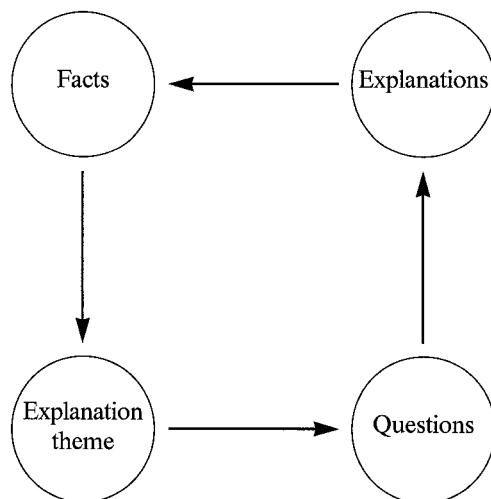 Facts
Explanations
Explanation
theme
Questions